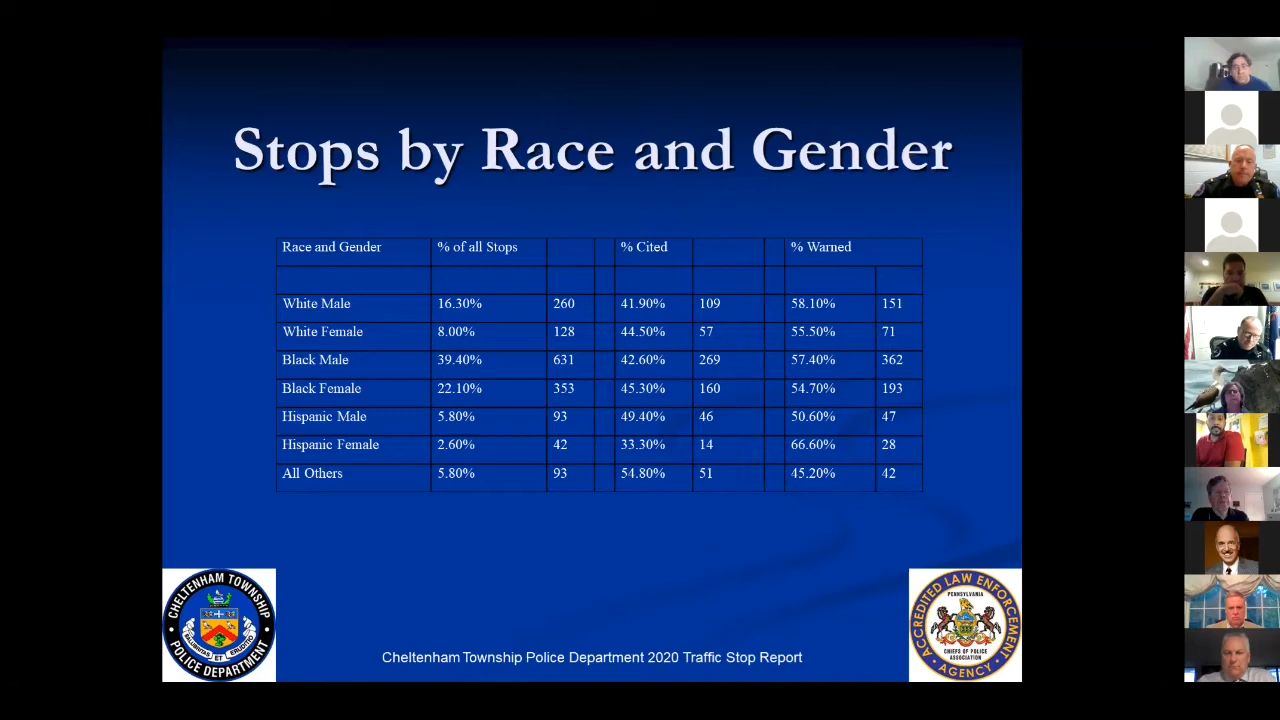 Stops by Race and Gender
Race and Gender % of all Stops % Cited % Warned
White Male 16.30% 260 41.90% 109 58.10% 151
White Female 8.00% 128 44.50% 57 55.50% 71
Black Male 39.40% 631 42.60% 269 57.40% 362
Black Female 22.10% 353 45.30% 160 54.70% 193
Hispanic Male 5.80% 93 49.40% 46 50.60% 47
Hispanic Female 2.60% 42 33.30% 14 66.60% 28
All Others 5.80% 93 54.80% 51 45.20% 42
CHELTENHAM TOWNSHIP
POLICE DEPARTMENT
Cheltenham Township Police Department 2020 Traffic Stop Report
ACCREDITED LAW ENFORCEMENT
AGENCY
PENNSYLVANIA
CHIEFS OF POLICE
ASSOCIATION